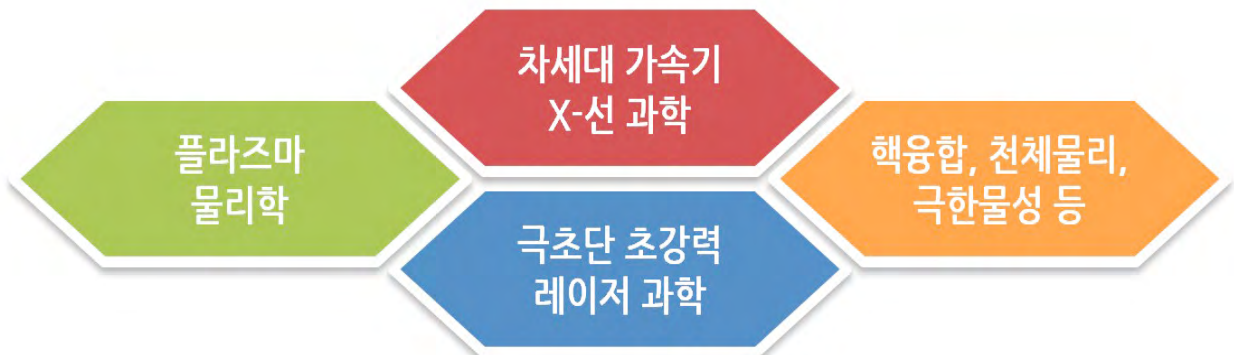 플라즈마
물리학
차세대 가속기
X-선 과학
극초단 초강력
레이저 과학
핵융합, 천체물리,
극한물성 등